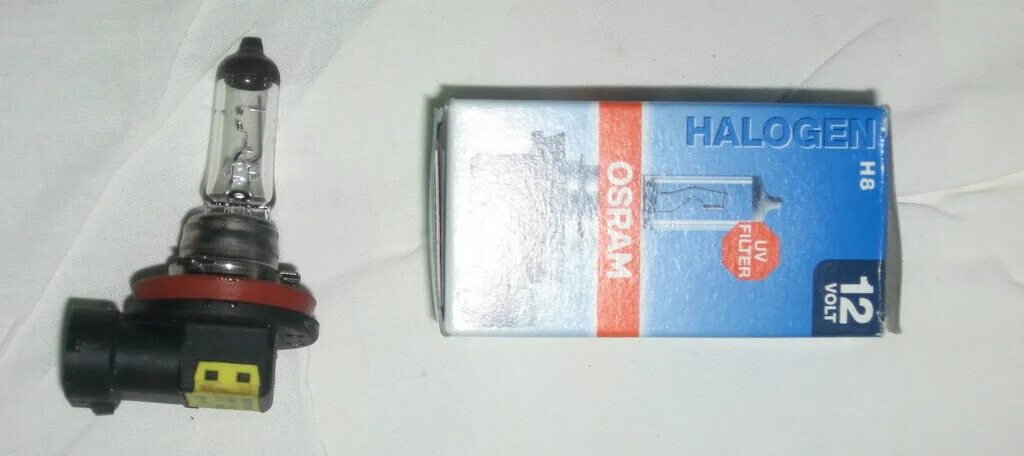 HALOGEN
H8
OSRAM
UV
FILTER
12
VOLT